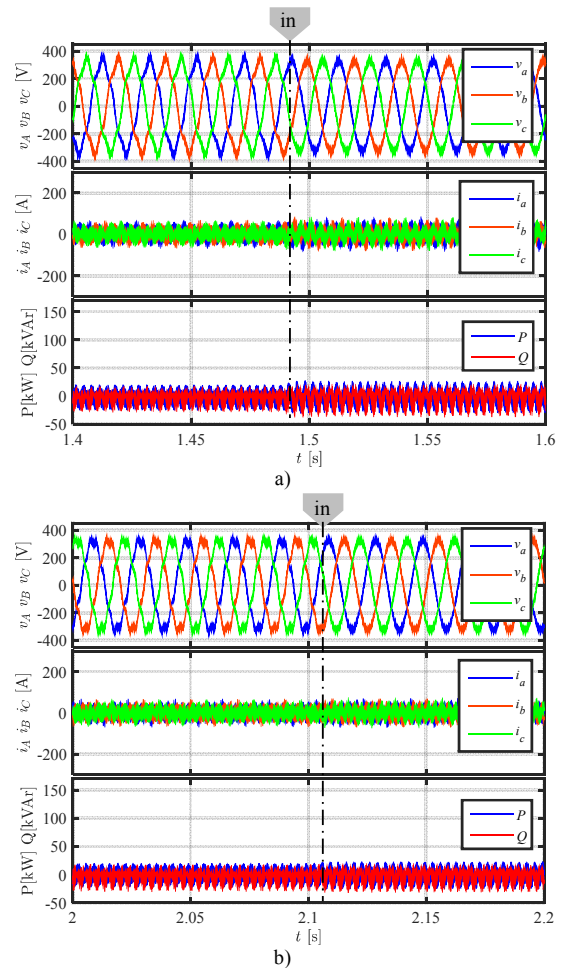 in
400
200
0
-200
-400
v_A v_B v_C [V]
v_a
v_b
v_c
200
0
-200
i_A i_B i_C [A]
i_a
i_b
i_c
150
100
50
0
-50
P[kW] Q[kVAr]
P
Q
1.4 1.45 1.5 1.55 1.6
t [s]
a)
in
400
200
0
-200
-400
v_A v_B v_C [V]
v_a
v_b
v_c
200
0
-200
i_A i_B i_C [A]
i_a
i_b
i_c
150
100
50
0
-50
P[kW] Q[kVAr]
P
Q
2 2.05 2.1 2.15 2.2
t [s]
b)